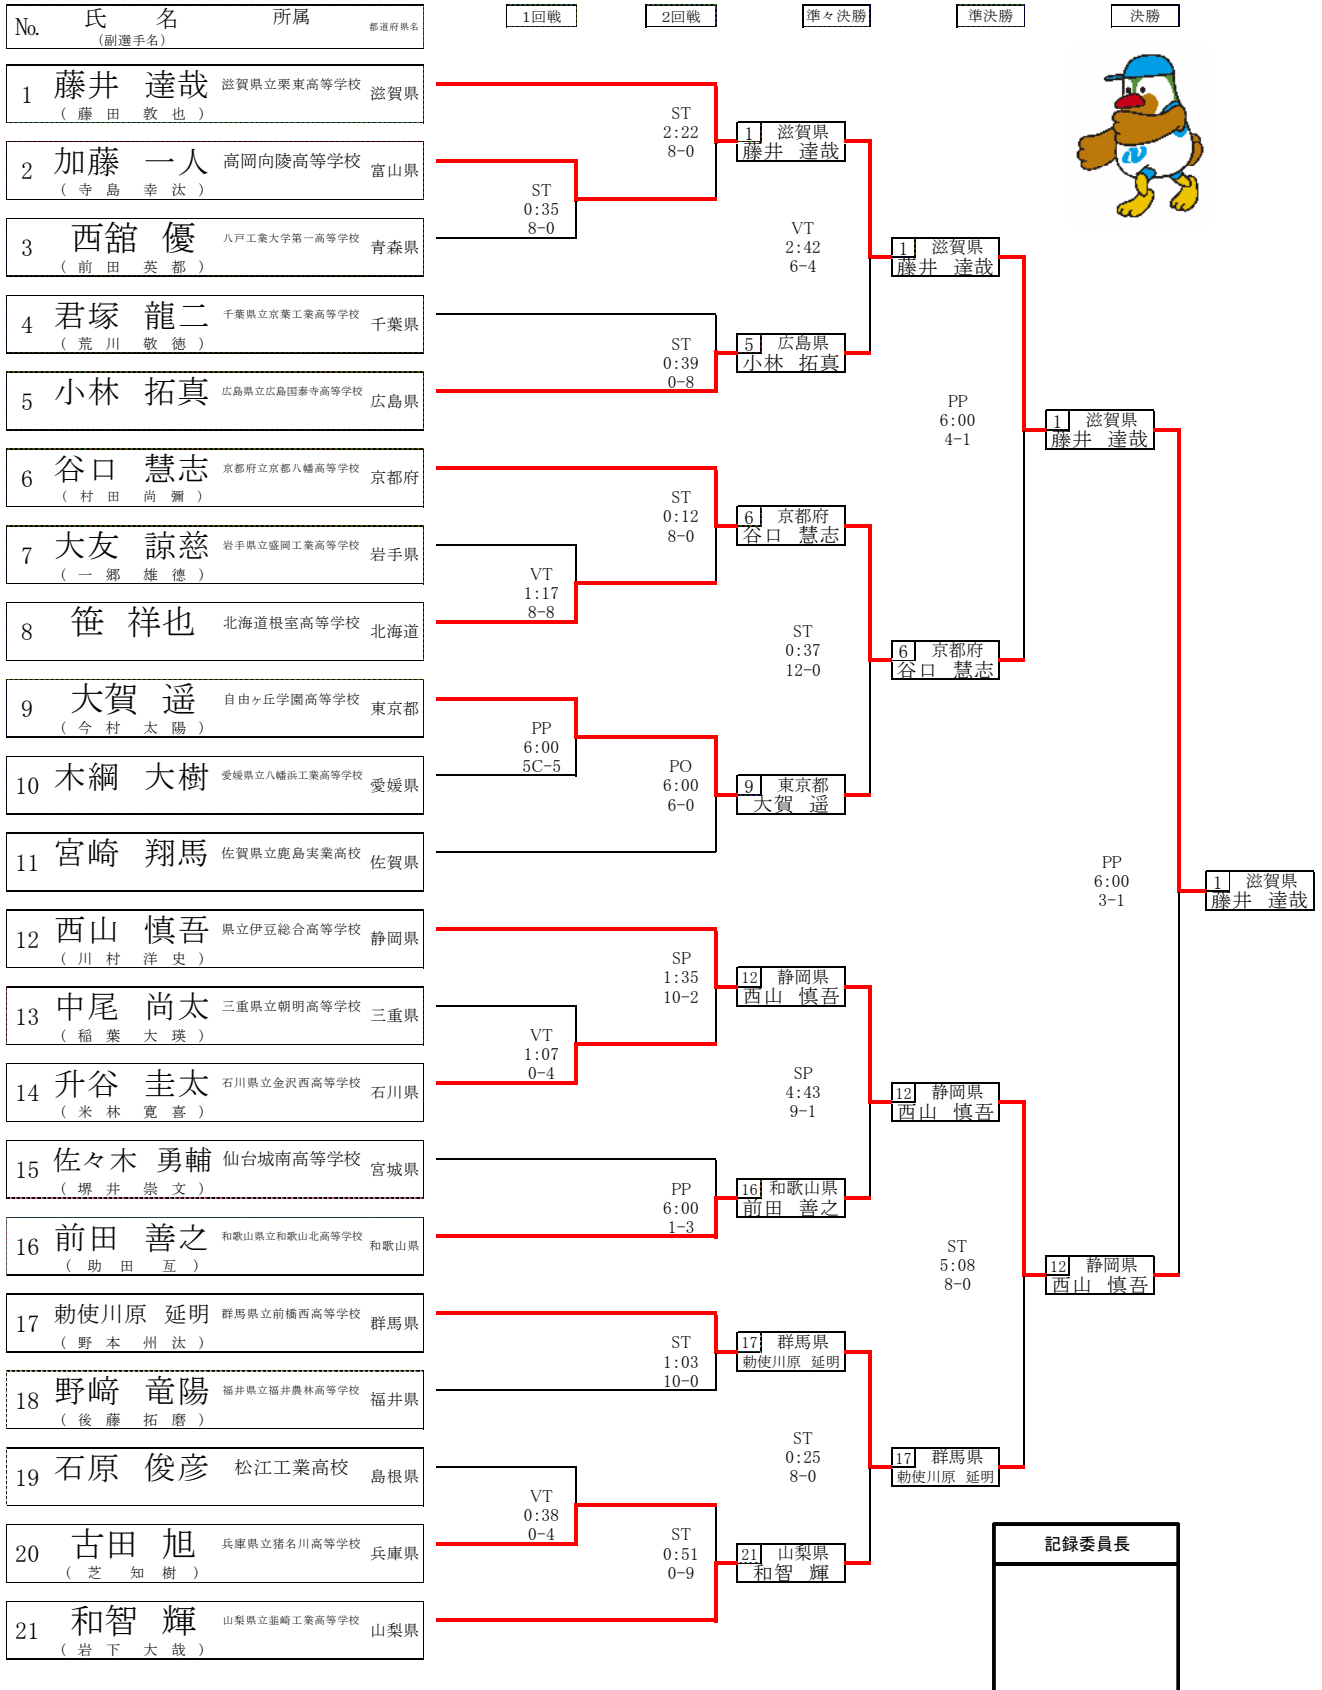 No. 氏　名 所属 都道府県名
(副選手名)
1回戦 2回戦 準々決勝 準決勝 決勝
1 藤井　達哉 滋賀県立栗東高等学校 滋賀県
( 藤 田　敦 也 )
2 加藤　一人 高岡向陵高等学校 富山県
( 寺 島　幸 汰 )
3 西舘　優 八戸工業大学第一高等学校 青森県
( 前 田　英 都 )
4 君塚　龍二 千葉県立京葉工業高等学校 千葉県
( 荒 川　敬 徳 )
5 小林　拓真 広島県立広島国泰寺高等学校 広島県
6 谷口　慧志 京都府立京都八幡高等学校 京都府
( 村 田　尚 彌 )
7 大友　諒慈 岩手県立盛岡工業高等学校 岩手県
( 一 郷　雄 徳 )
8 笹　祥也 北海道根室高等学校 北海道
9 大賀　遥 自由ヶ丘学園高等学校 東京都
( 今 村　太 陽 )
10 木綱　大樹 愛媛県立八幡浜工業高等学校 愛媛県
11 宮崎　翔馬 佐賀県立鹿島実業高校 佐賀県
12 西山　慎吾 県立伊豆総合高等学校 静岡県
( 川 村　洋 史 )
13 中尾　尚太 三重県立朝明高等学校 三重県
( 稲 葉　大 瑛 )
14 升谷　圭太 石川県立金沢西高等学校 石川県
( 米 林　寛 喜 )
15 佐々木　勇輔 仙台城南高等学校 宮城県
( 堺 井　崇 文 )
16 前田　善之 和歌山県立和歌山北高等学校 和歌山県
( 助 田　亙 )
17 勅使川原　延明 群馬県立前橋西高等学校 群馬県
( 野 本　州 汰 )
18 野﨑　竜陽 福井県立福井農林高等学校 福井県
( 後 藤　拓 磨 )
19 石原　俊彦 松江工業高校 島根県
20 古田　旭 兵庫県立猪名川高等学校 兵庫県
( 芝　知 樹 )
21 和智　輝 山梨県立韮崎工業高等学校 山梨県
( 岩 下　大 哉 )
ST
0:35
8-0
VT
1:17
8-8
PP
6:00
5C-5
VT
1:07
0-4
VT
0:38
0-4
ST
2:22
8-0
ST
0:39
0-8
ST
0:12
8-0
PO
6:00
6-0
SP
1:35
10-2
PP
6:00
1-3
ST
1:03
10-0
ST
0:51
0-9
1 滋賀県
藤井　達哉
VT
2:42
6-4
5 広島県
小林　拓真
6 京都府
谷口　慧志
ST
0:37
12-0
9 東京都
大賀　遥
12 静岡県
西山　慎吾
SP
4:43
9-1
16 和歌山県
前田　善之
17 群馬県
勅使川原　延明
ST
0:25
8-0
21 山梨県
和智　輝
1 滋賀県
藤井　達哉
PP
6:00
4-1
6 京都府
谷口　慧志
12 静岡県
西山　慎吾
ST
5:08
8-0
17 群馬県
勅使川原　延明
1 滋賀県
藤井　達哉
PP
6:00
3-1
12 静岡県
西山　慎吾
1 滋賀県
藤井　達哉
記録委員長